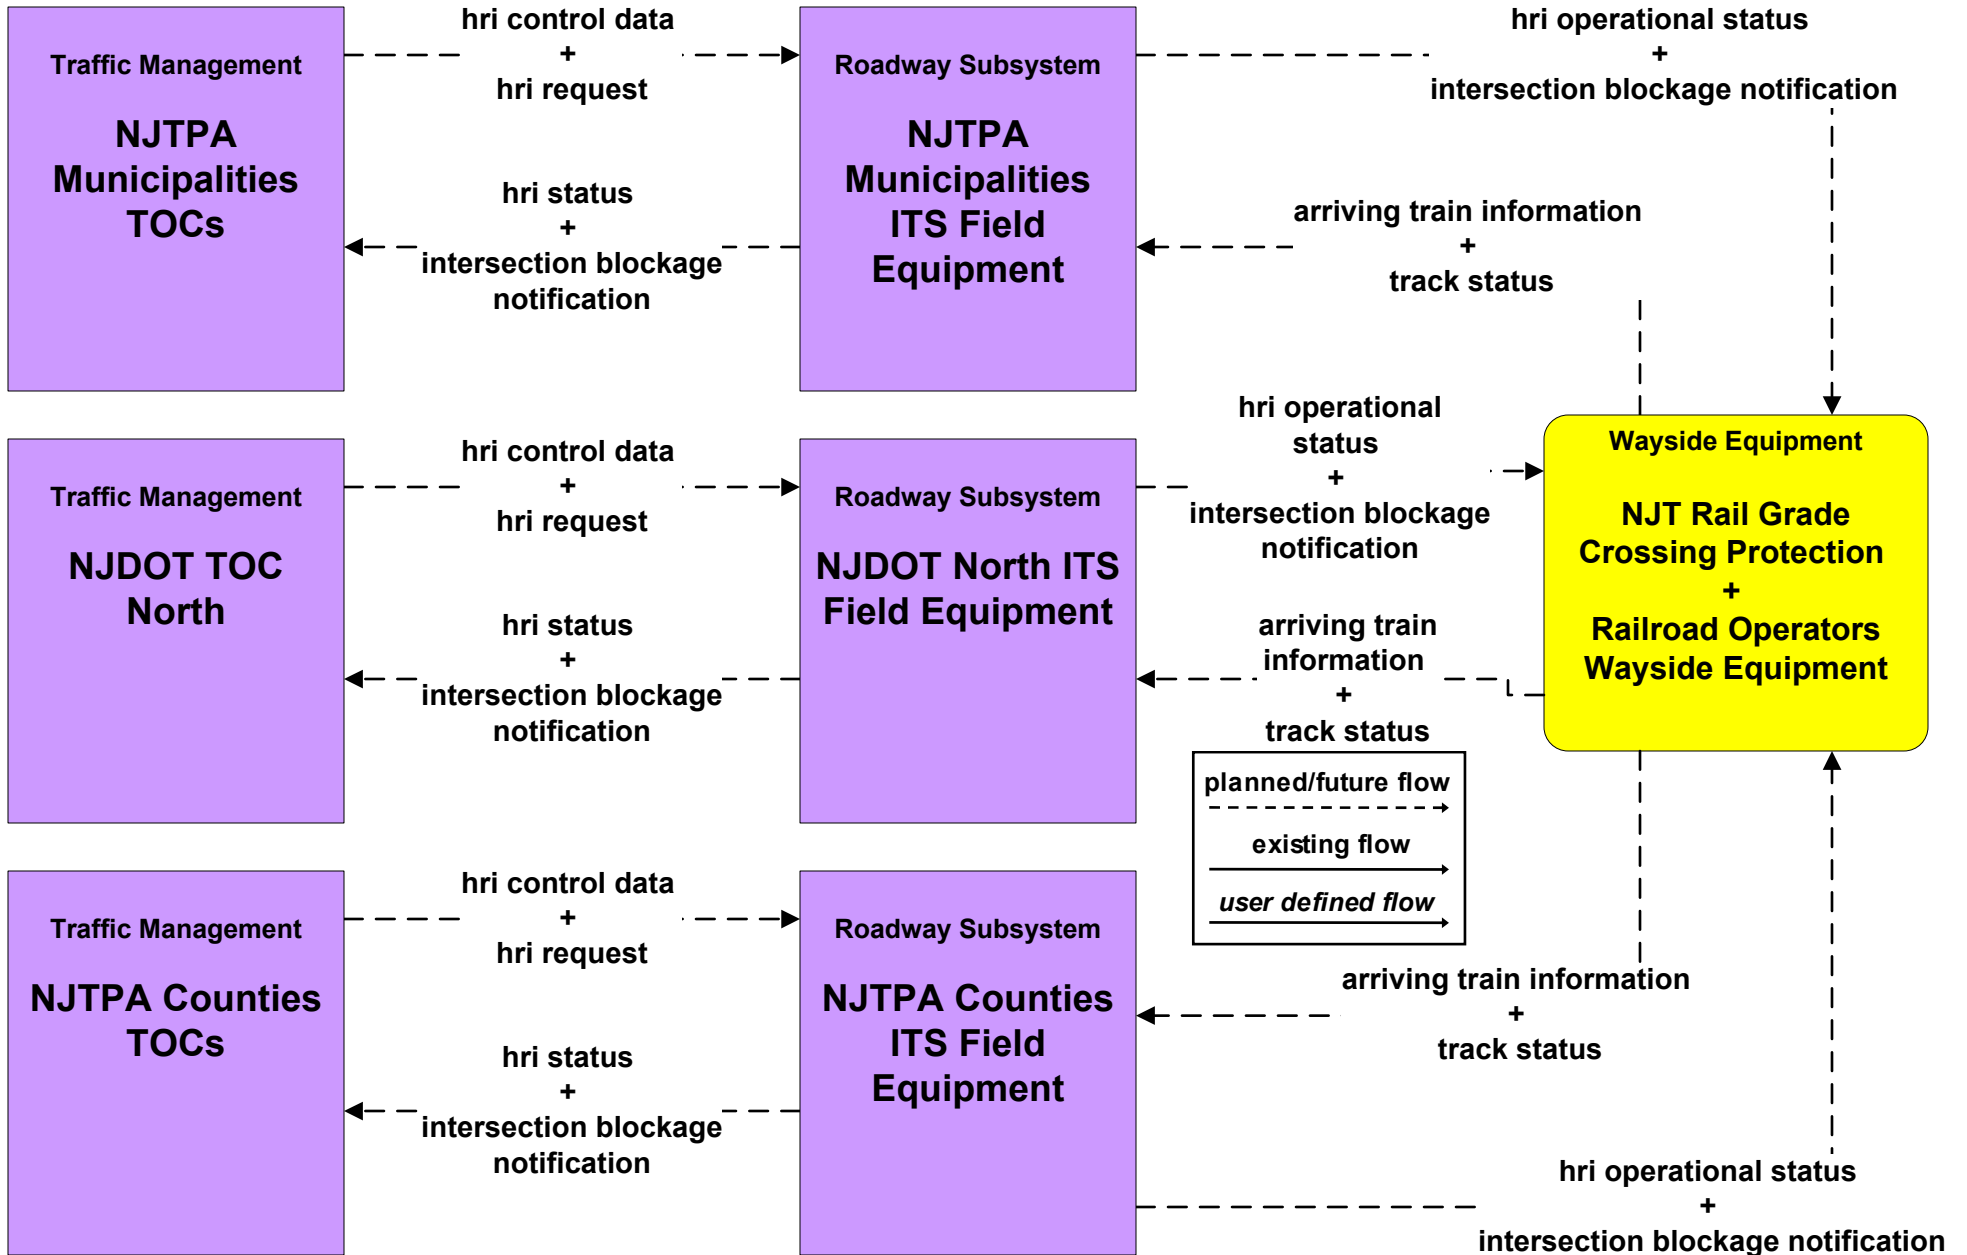 hri control data
+
hri request
hri operational status
+
intersection blockage notification
Traffic Management
NJTPA
Municipalities
TOCs
Roadway Subsystem
NJTPA
Municipalities
ITS Field
Equipment
hri status
+
intersection blockage
notification
arriving train information
+
track status
hri control data
+
hri request
hri operational
status
+
intersection blockage
notification
Traffic Management
NJDOT TOC
North
Roadway Subsystem
NJDOT North ITS
Field Equipment
Wayside Equipment
NJT Rail Grade
Crossing Protection
+
Railroad Operators
Wayside Equipment
hri status
+
intersection blockage
notification
arriving train
information
+
track status
planned/future flow
existing flow
user defined flow
hri control data
+
hri request
Traffic Management
NJTPA Counties
TOCs
Roadway Subsystem
NJTPA Counties
ITS Field
Equipment
arriving train information
+
track status
hri status
+
intersection blockage
notification
hri operational status
+
intersection blockage notification